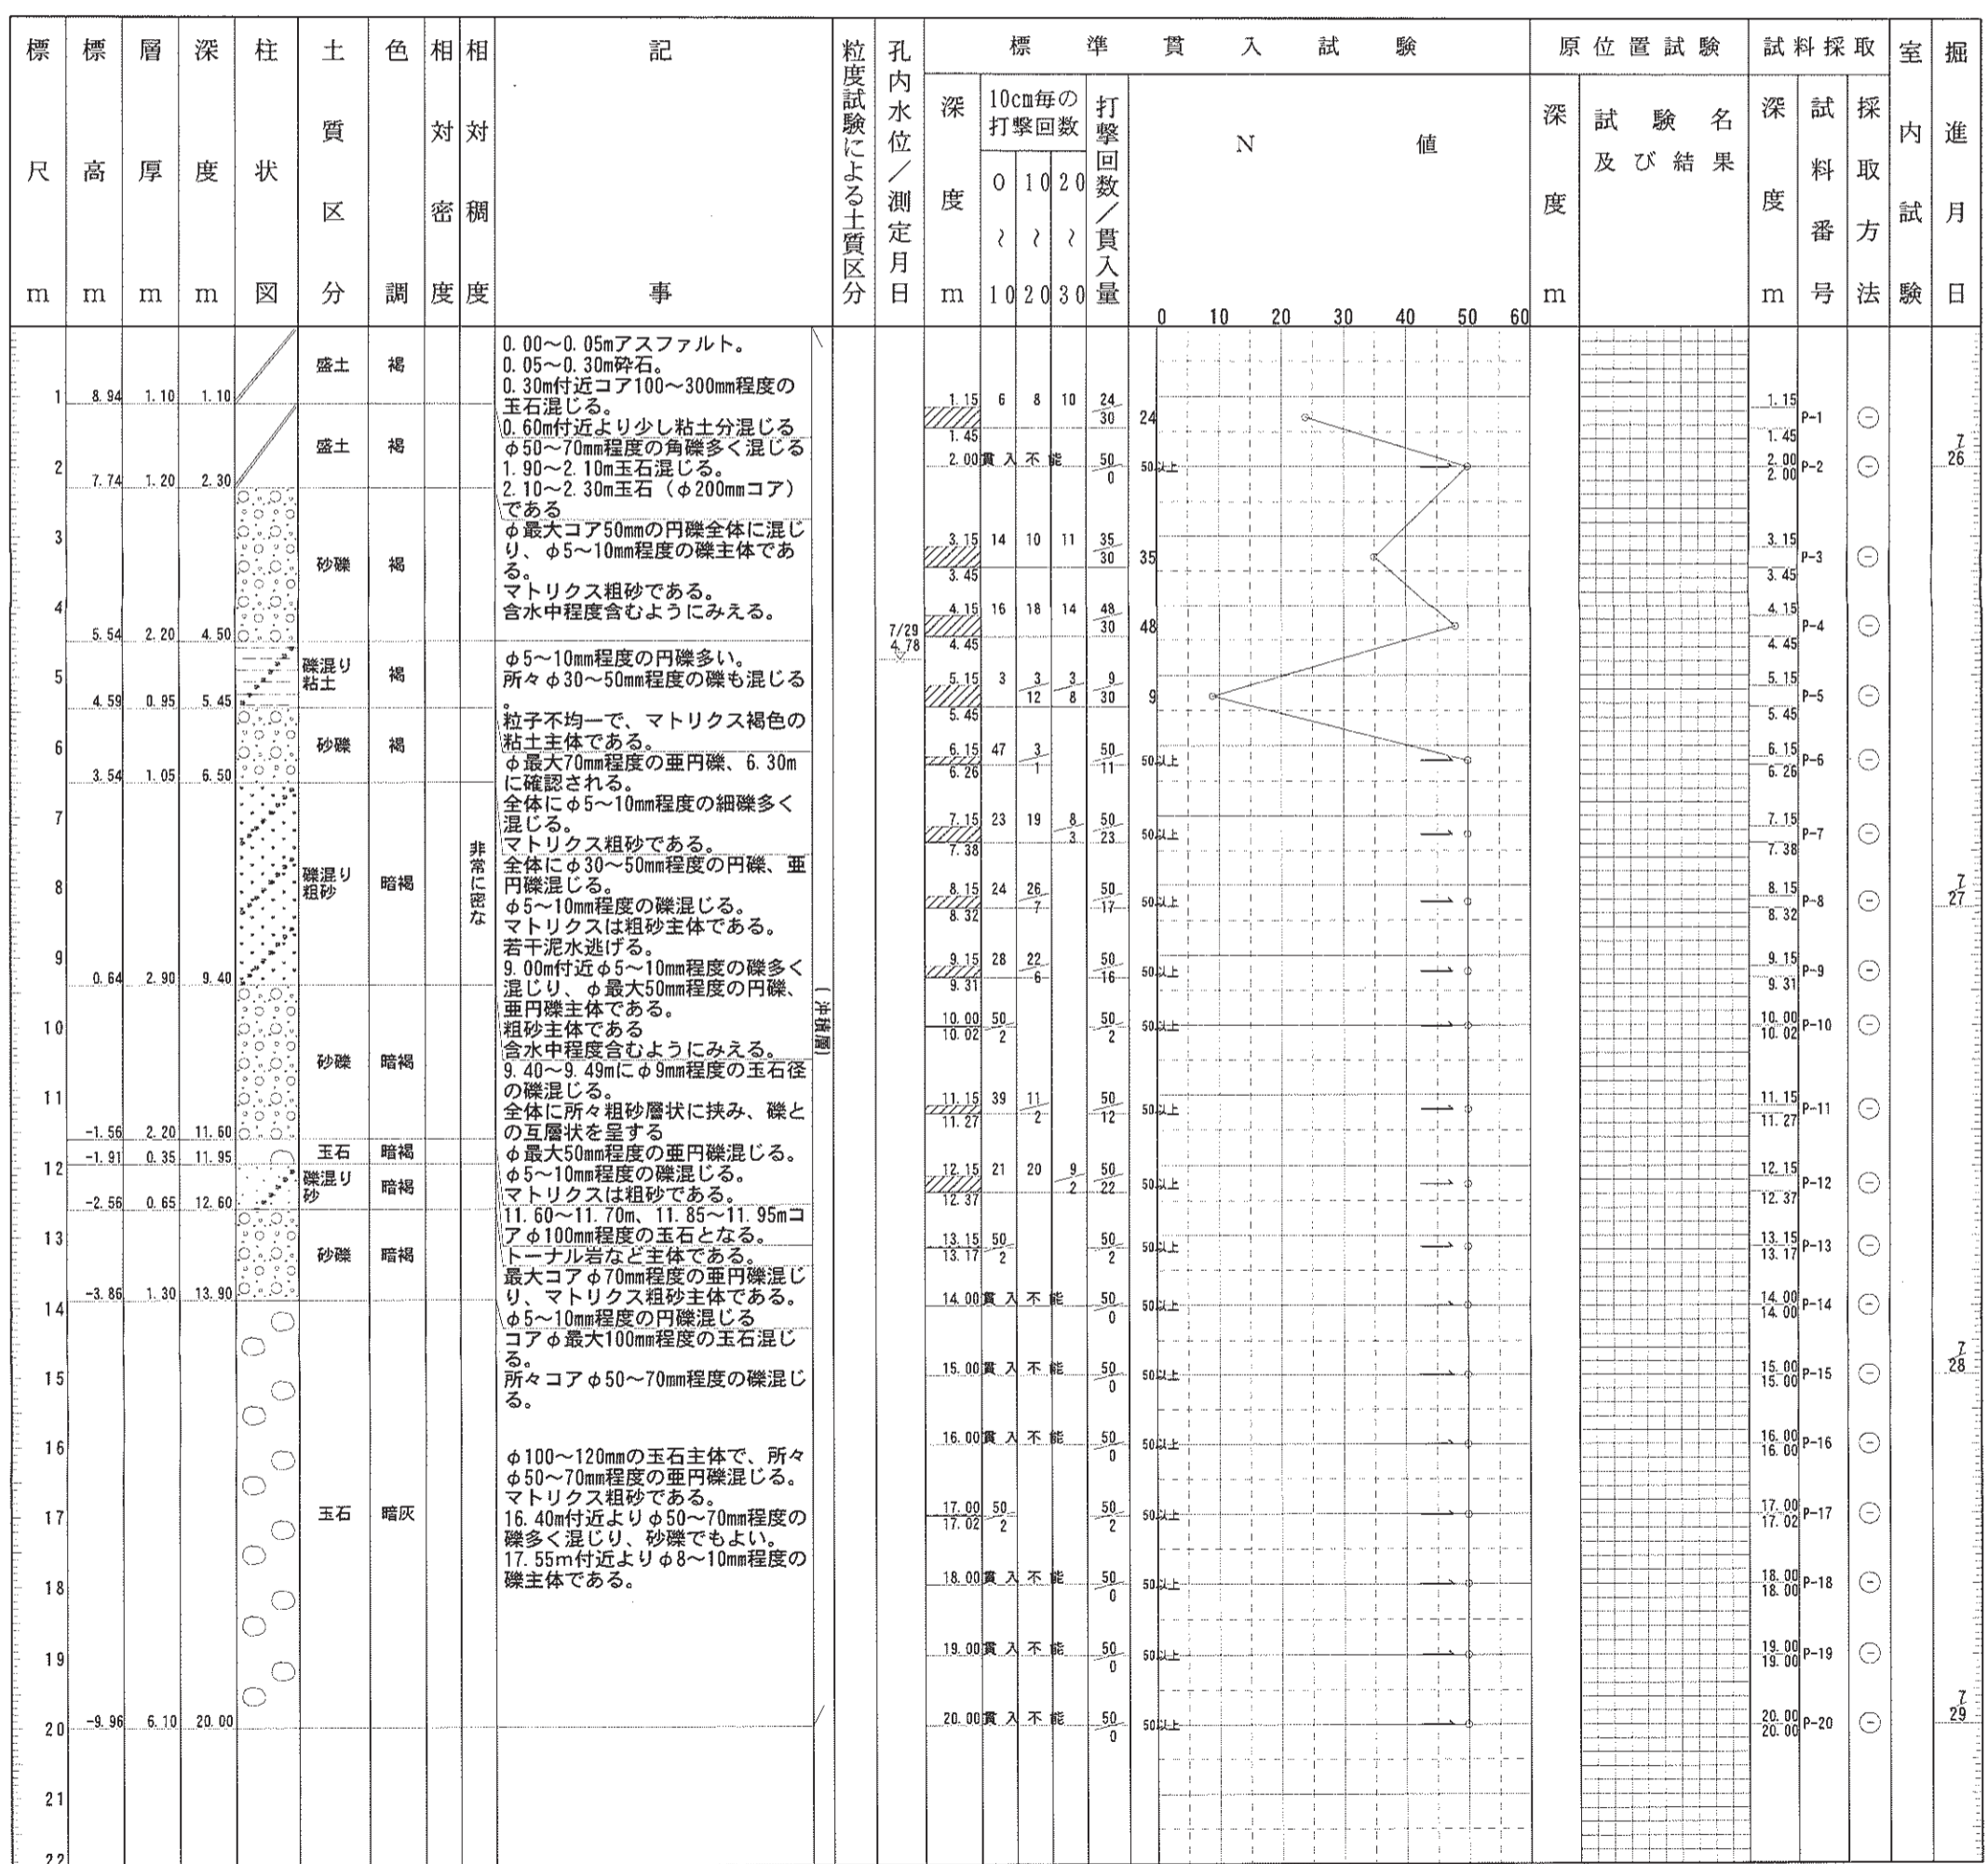 標尺 m
標高 m
層厚 m
深度 m
柱状図
土質区分
色調
相対密度
相対稠度
記事
粒度試験による土質区分
孔内水位/測定月日
標準貫入試験
深度 m
10cm毎の
打撃回数
0 10 20
〜 〜 〜
10 20 30
打撃回数/貫入量
N 値
0 10 20 30 40 50 60
原位置試験
深度 m
試験名
及び結果
試料採取
深度 m
試料番号
採取方法
室内試験
掘進月日
1
2
3
4
5
6
7
8
9
10
11
12
13
14
15
16
17
18
19
20
21
22
8.94 1.10 1.10 盛土 褐
7.74 1.20 2.30 盛土 褐
5.54 2.20 4.50 砂礫 褐
4.59 0.95 5.45 礫混り
粘土 褐
3.54 1.05 6.50 砂礫 褐
0.64 2.90 9.40 礫混り
粗砂 暗褐
-1.56 2.20 11.60 砂礫 暗褐
-1.91 0.35 11.95 玉石 暗褐
-2.56 0.65 12.60 礫混り
砂 暗褐
-3.86 1.30 13.90 砂礫 暗褐
-9.96 6.10 20.00 玉石 暗灰
非常に密な
0.00〜0.05mアスファルト。
0.05〜0.30m砕石。
0.30m付近コア100〜300mm程度の
玉石混じる。
0.60m付近より少し粘土分混じる
φ50〜70mm程度の角礫多く混じる
1.90〜2.10m玉石混じる。
2.10〜2.30m玉石（φ200mmコア）
である
φ最大コア50mmの円礫全体に混じ
り、φ5〜10mm程度の礫主体であ
る。
マトリクス粗砂である。
含水中程度含むようにみえる。
φ5〜10mm程度の円礫多い。
所々φ30〜50mm程度の礫も混じる
。
粒子不均一で、マトリクス褐色の
粘土主体である。
φ最大70mm程度の亜円礫、6.30m
に確認される。
全体にφ5〜10mm程度の細礫多く
混じる。
マトリクス粗砂である。
全体にφ30〜50mm程度の円礫、亜
円礫混じる。
φ5〜10mm程度の礫混じる。
マトリクスは粗砂主体である。
若干泥水逃げる。
9.00m付近φ5〜10mm程度の礫多く
混じり、φ最大50mm程度の円礫、
亜円礫主体である。
粗砂主体である
含水中程度含むようにみえる。
9.40〜9.49mにφ9mm程度の玉石径
の礫混じる。
全体に所々粗砂層状に挟み、礫と
の互層状を呈する
φ最大50mm程度の亜円礫混じる。
φ5〜10mm程度の礫混じる。
マトリクスは粗砂である。
11.60〜11.70m、11.85〜11.95mコ
アφ100mm程度の玉石となる。
トーナル岩など主体である。
最大コアφ70mm程度の亜円礫混じ
り、マトリクス粗砂主体である。
φ5〜10mm程度の円礫混じる
コアφ最大100mm程度の玉石混じ
る。
所々コアφ50〜70mm程度の礫混じ
る。
φ100〜120mmの玉石主体で、所々
φ50〜70mm程度の亜円礫混じる。
マトリクス粗砂である。
16.40m付近よりφ50〜70mm程度の
礫多く混じり、砂礫でもよい。
17.55m付近よりφ8〜10mm程度の
礫主体である。
(沖積層)
7/29
4.78
1.15 6 8 10 24/30 24
1.45
2.00 貫入不能 50/0 50以上
3.15 14 10 11 35/30 35
3.45
4.15 16 18 14 48/30 48
4.45
5.15 3 3/12 3/8 9/30 9
5.45
6.15 47 3/1 50/11 50以上
6.26
7.15 23 19 8/3 50/23 50以上
7.38
8.15 24 26/7 50/17 50以上
8.32
9.15 28 22/6 50/16 50以上
9.31
10.00 50/2 50/2 50以上
10.02
11.15 39 11/2 50/12 50以上
11.27
12.15 21 20 9/2 50/22 50以上
12.37
13.15 50/2 50/2 50以上
13.17
14.00 貫入不能 50/0 50以上
15.00 貫入不能 50/0 50以上
16.00 貫入不能 50/0 50以上
17.00 50/2 50/2 50以上
17.02
18.00 貫入不能 50/0 50以上
19.00 貫入不能 50/0 50以上
20.00 貫入不能 50/0 50以上
1.15 P-1
1.45
2.00 P-2
2.00
3.15 P-3
3.45
4.15 P-4
4.45
5.15 P-5
5.45
6.15 P-6
6.26
7.15 P-7
7.38
8.15 P-8
8.32
9.15 P-9
9.31
10.00 P-10
10.02
11.15 P-11
11.27
12.15 P-12
12.37
13.15 P-13
13.17
14.00 P-14
14.00
15.00 P-15
15.00
16.00 P-16
16.00
17.00 P-17
17.02
18.00 P-18
18.00
19.00 P-19
19.00
20.00 P-20
20.00
7/26
7/27
7/28
7/29